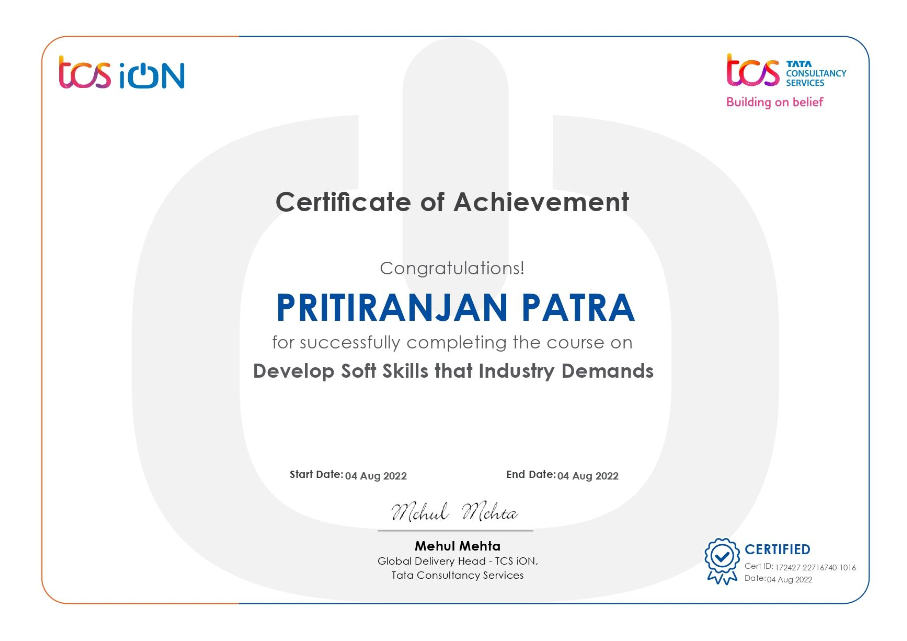 tcs iON
tcs TATA
CONSULTANCY
SERVICES
Building on belief
Certificate of Achievement
Congratulations!
PRITIRANJAN PATRA
for successfully completing the course on
Develop Soft Skills that Industry Demands
Start Date: 04 Aug 2022 End Date: 04 Aug 2022
Mehul Mehta
Mehul Mehta
Global Delivery Head - TCS iON,
Tata Consultancy Services
CERTIFIED
Cert ID: 172427-22716740-1016
Date: 04 Aug 2022